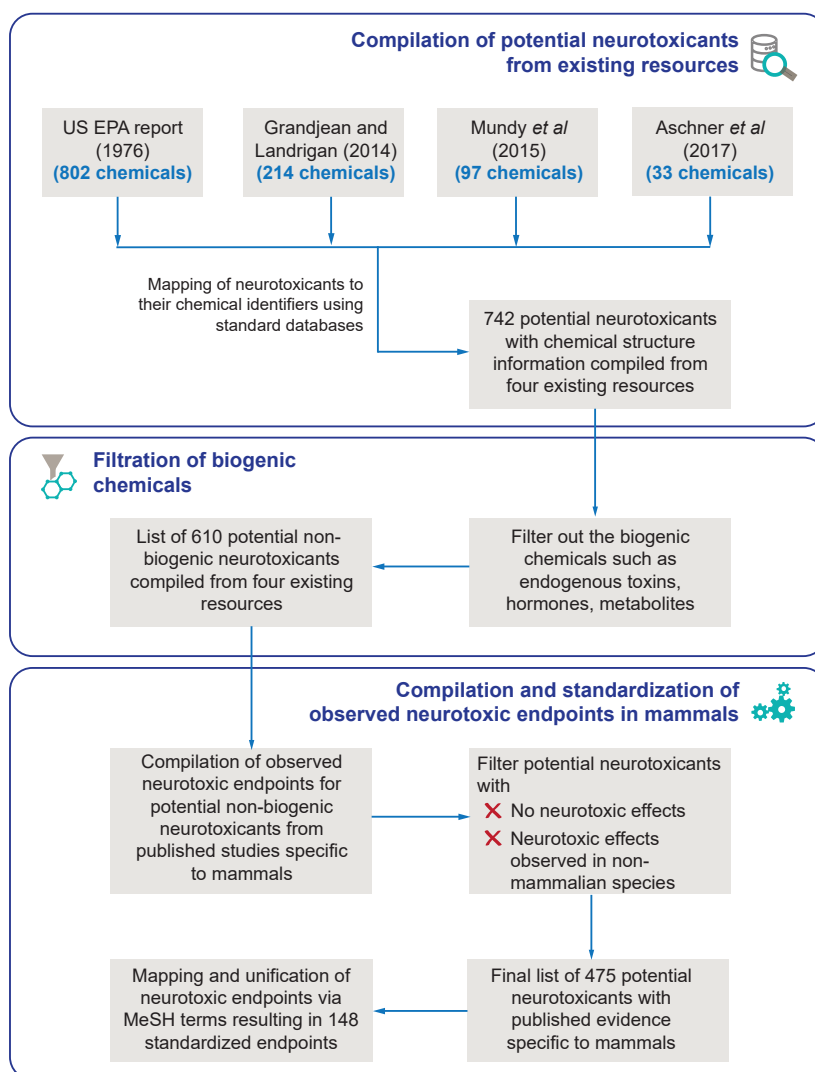 Compilation of potential neurotoxicants
from existing resources
US EPA report
(1976)
(802 chemicals)
Grandjean and
Landrigan (2014)
(214 chemicals)
Mundy et al
(2015)
(97 chemicals)
Aschner et al
(2017)
(33 chemicals)
Mapping of neurotoxicants to
their chemical identifiers using
standard databases
742 potential neurotoxicants
with chemical structure
information compiled from
four existing resources
Filtration of biogenic
chemicals
List of 610 potential non-
biogenic neurotoxicants
compiled from four existing
resources
Filter out the biogenic
chemicals such as
endogenous toxins,
hormones, metabolites
Compilation and standardization of
observed neurotoxic endpoints in mammals
Compilation of observed
neurotoxic endpoints for
potential non-biogenic
neurotoxicants from
published studies specific
to mammals
Filter potential neurotoxicants
with
No neurotoxic effects
Neurotoxic effects
observed in non-
mammalian species
Mapping and unification of
neurotoxic endpoints via
MeSH terms resulting in 148
standardized endpoints
Final list of 475 potential
neurotoxicants with
published evidence
specific to mammals